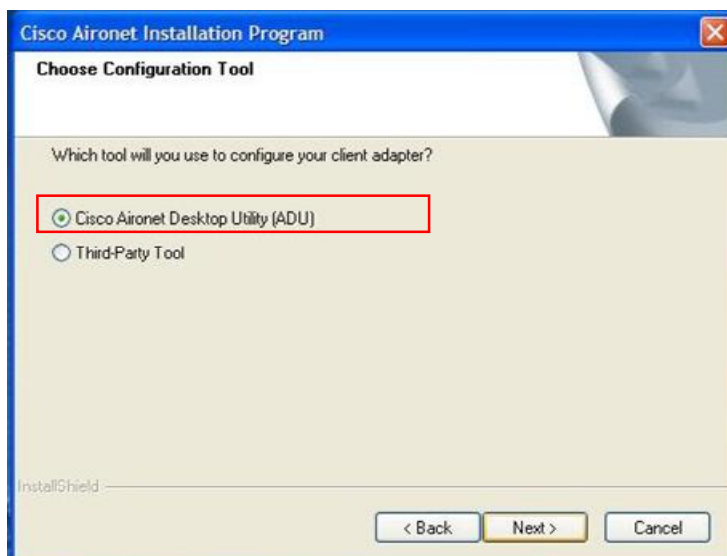 Cisco Aironet Installation Program
Choose Configuration Tool
Which tool will you use to configure your client adapter?
Cisco Aironet Desktop Utility (ADU)
Third-Party Tool
InstallShield
< Back Next > Cancel